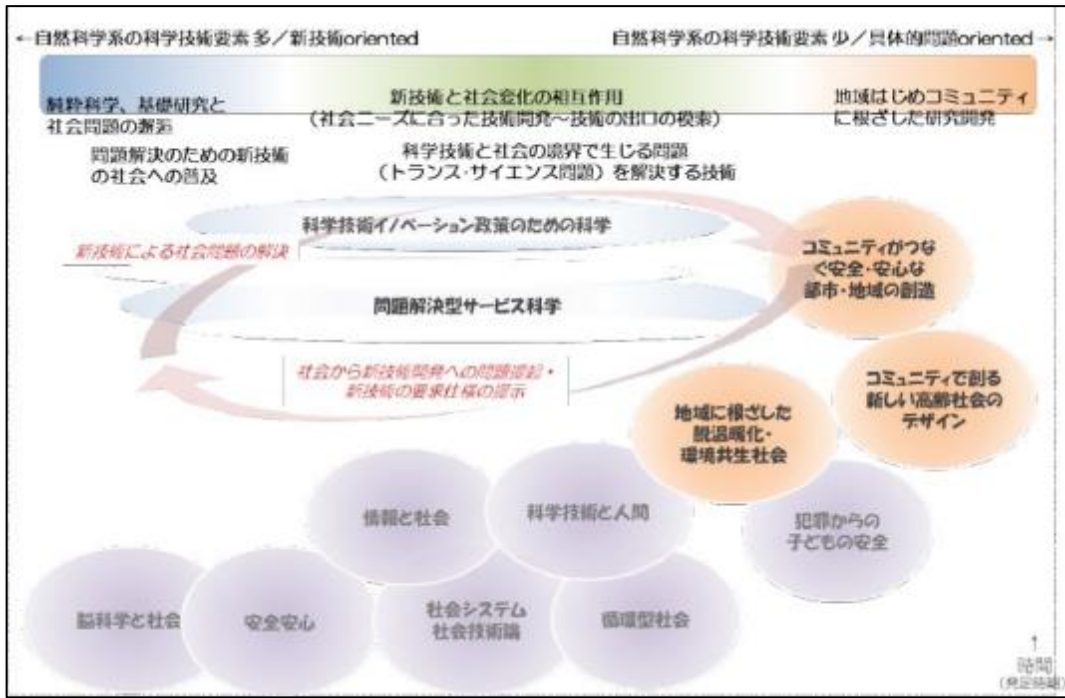 ←自然科学系の科学技術要素 多／新技術oriented
自然科学系の科学技術要素 少／具体的問題oriented→
純粋科学、基礎研究と
社会問題の邂逅
新技術と社会変化の相互作用
（社会ニーズに合った技術開発～技術の出口の模索）
地域はじめコミュニティ
に根ざした研究開発
問題解決のための新技術
の社会への普及
科学技術と社会の境界で生じる問題
（トランス・サイエンス問題）を解決する技術
科学技術イノベーション政策のための科学
新技術による社会問題の解決
コミュニティがつな
ぐ安全・安心な
都市・地域の創造
問題解決型サービス科学
社会から新技術開発への問題提起・
新技術の要求仕様の提示
コミュニティで創る
新しい高齢社会の
デザイン
地域に根ざした
脱温暖化・
環境共生社会
情報と社会
科学技術と人間
犯罪からの
子どもの安全
脳科学と社会
安全安心
社会システム
社会技術論
循環型社会
↑
時間
（発足時期）